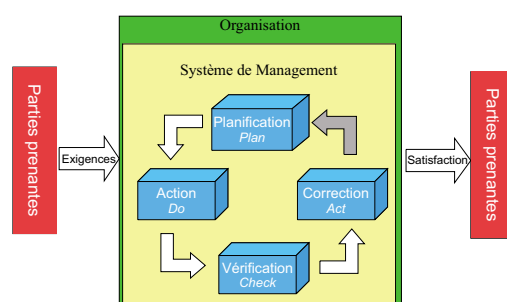 Organisation
Système de Management
Parties prenantes
Exigences
Planification
Plan
Action
Do
Correction
Act
Vérification
Check
Satisfaction
Parties prenantes